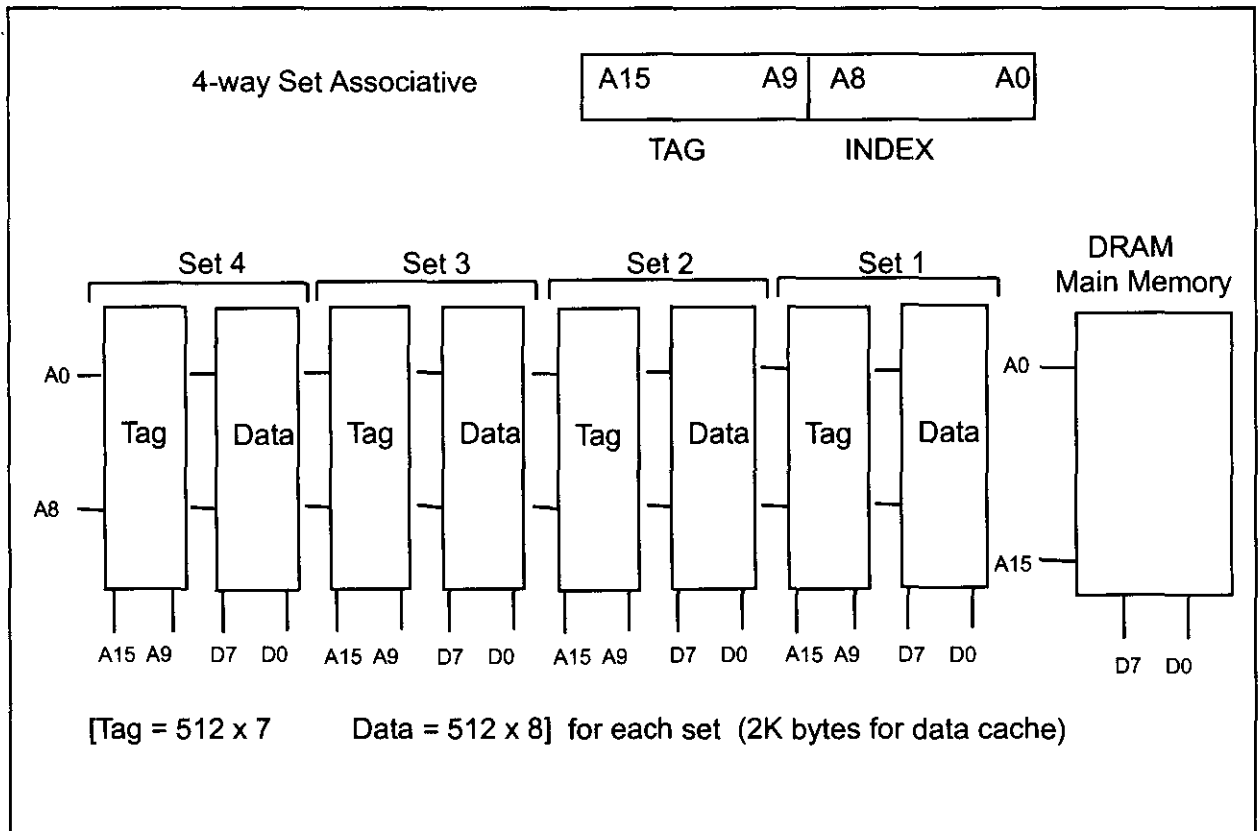 4-way Set Associative
A15 A9 A8 A0
TAG INDEX
Set 4 Set 3 Set 2 Set 1
DRAM
Main Memory
A0 A0
Tag Data Tag Data Tag Data Tag Data
A8
A15
A15 A9 D7 D0 A15 A9 D7 D0 A15 A9 D7 D0 A15 A9 D7 D0
D7 D0
[Tag = 512 x 7 Data = 512 x 8] for each set (2K bytes for data cache)